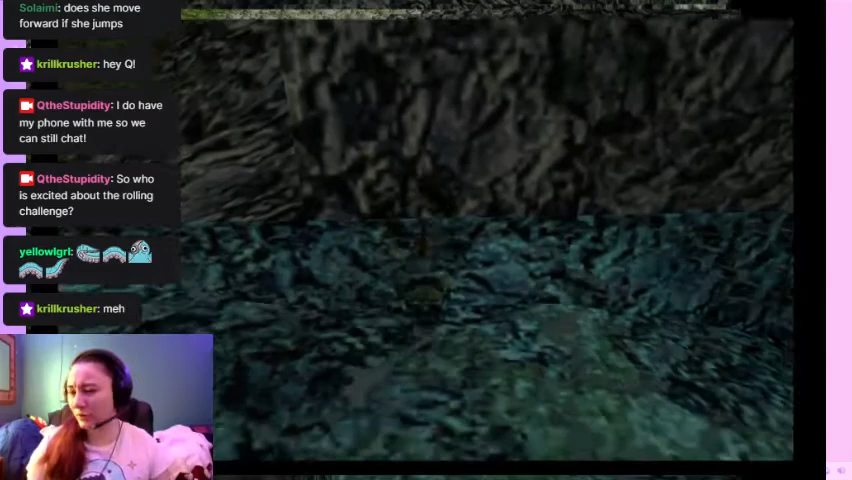 Solaimi: does she move
forward if she jumps
krillkrusher: hey Q!
QtheStupidity: I do have
my phone with me so we
can still chat!
QtheStupidity: So who
is excited about the rolling
challenge?
yellowlgrl:
krillkrusher: meh